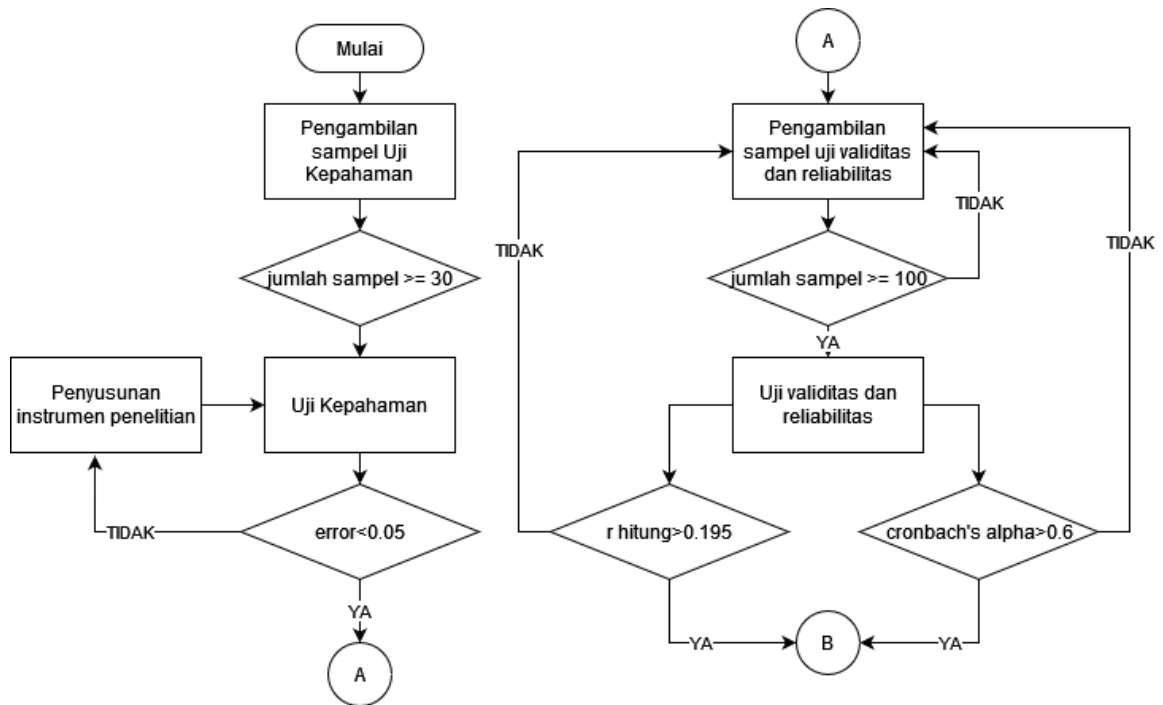 Mulai
Pengambilan
sampel Uji
Kepahaman
jumlah sampel >= 30
Penyusunan
instrumen penelitian
Uji Kepahaman
TIDAK
error<0.05
YA
A
A
Pengambilan
sampel uji validitas
dan reliabilitas
TIDAK
TIDAK
TIDAK
jumlah sampel >= 100
YA
Uji validitas dan
reliabilitas
r hitung>0.195
cronbach's alpha>0.6
YA
B
YA